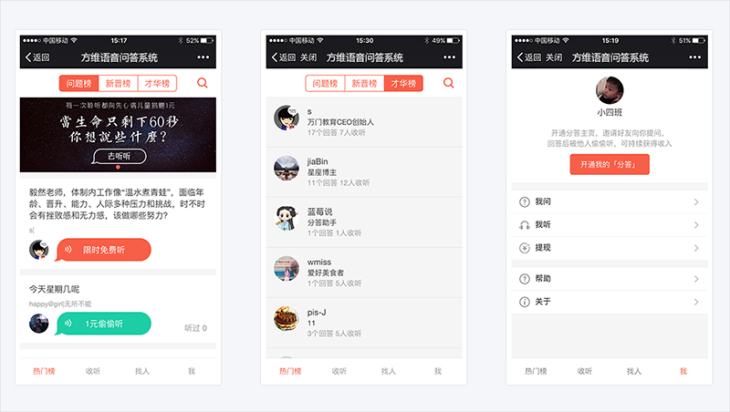 中国移动 15:17 52%
返回 方维语音问答系统
问题榜 新晋榜 才华榜
每一次聆听都向先心病儿童捐赠1元
当生命只剩下60秒
你想說些什麼?
去听听
毅然老师，体制内工作像“温水煮青蛙”，面临年
龄、晋升、能力、人际多种压力和挑战，时不时
会有挫败感和无力感，该做哪些努力?
s[
限时免费听
今天星期几呢
happy@girl[无所不能
1元偷偷听
听过 0
热门榜 收听 找人 我
中国移动 15:30 49%
返回 关闭 方维语音问答系统
问题榜 新晋榜 才华榜
s
万门教育CEO创始人
17个回答 7人收听
jiaBin
星座博主
11个回答 12人收听
蓝莓说
分答助手
1个回答 1人收听
wmiss
爱好美食者
1个回答 5人收听
pis-J
11
3个回答 5人收听
热门榜 收听 找人 我
中国移动 15:19 51%
返回 关闭 方维语音问答系统
小四班
开通分答主页，邀请好友向你提问，
回答后被他人偷偷听，可持续获得收入
开通我的「分答」
我问
我听
提现
帮助
关于
热门榜 收听 找人 我